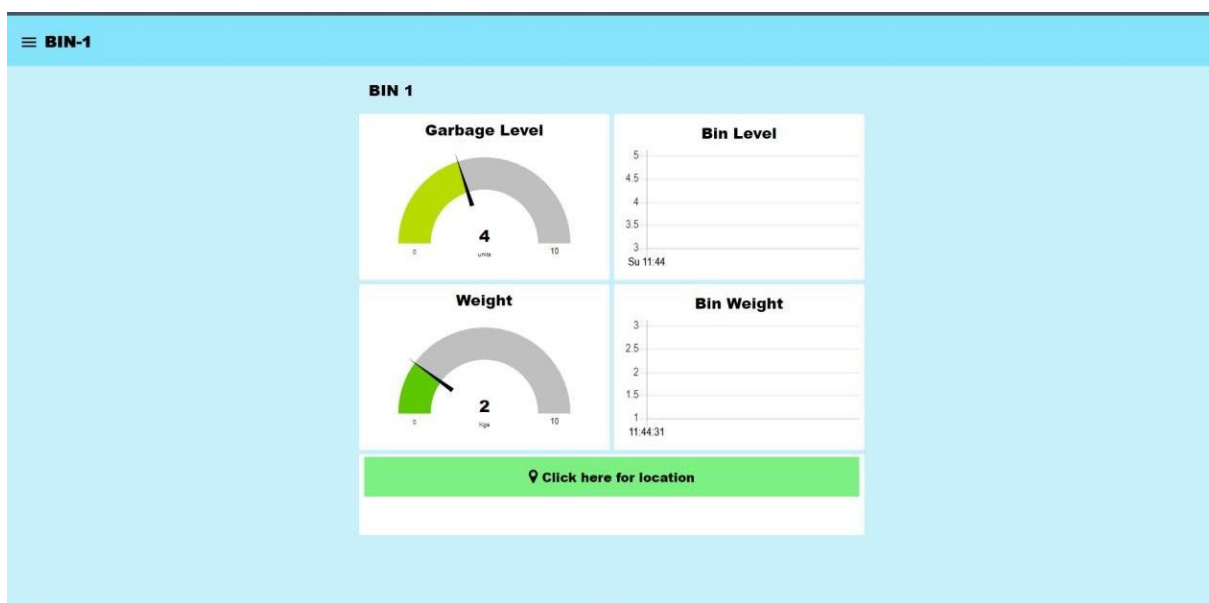 BIN-1
BIN 1
Garbage Level
4
units
0
10
Bin Level
5
4.5
4
3.5
3
Su 11:44
Weight
2
Kgs
0
10
Bin Weight
3
2.5
2
1.5
1
11:44:31
Click here for location